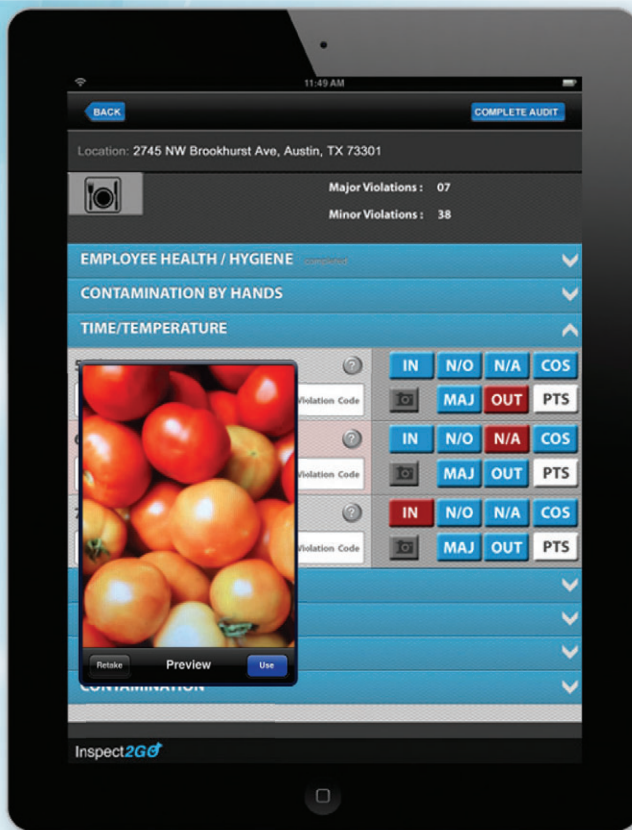 11:49 AM
BACK
COMPLETE AUDIT
Location: 2745 NW Brookhurst Ave, Austin, TX 73301
Major Violations : 07
Minor Violations : 38
EMPLOYEE HEALTH / HYGIENE completed
CONTAMINATION BY HANDS
TIME/TEMPERATURE
IN N/O N/A COS
Violation Code MAJ OUT PTS
IN N/O N/A COS
Violation Code MAJ OUT PTS
IN N/O N/A COS
Violation Code MAJ OUT PTS
Retake Preview Use
CONTAMINATION
Inspect2GO